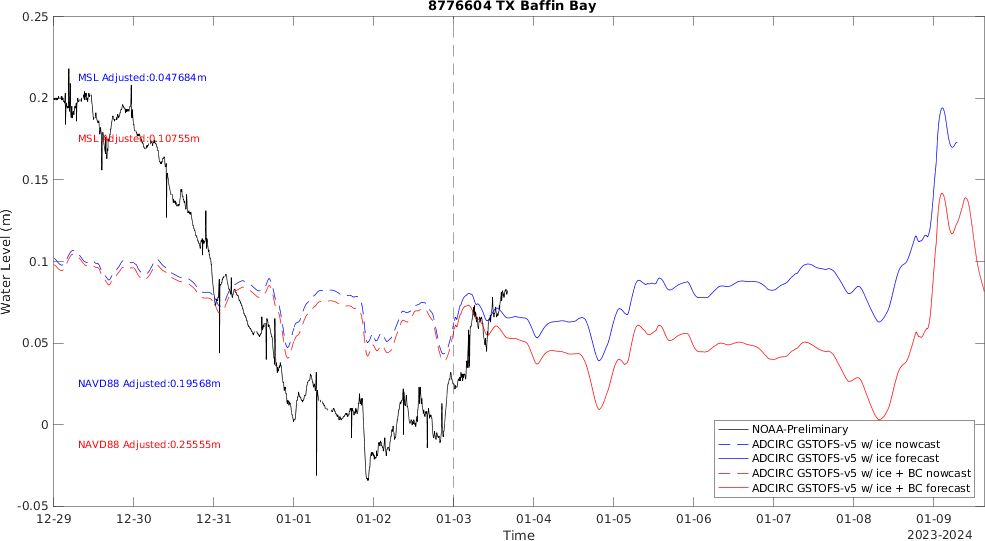 8776604 TX Baffin Bay
0.25
0.2
0.15
0.1
0.05
0
-0.05
Water Level (m)
MSL Adjusted:0.047684m
MSL Adjusted:0.10755m
NAVD88 Adjusted:0.19568m
NAVD88 Adjusted:0.25555m
NOAA-Preliminary
ADCIRC GSTOFS-v5 w/ ice nowcast
ADCIRC GSTOFS-v5 w/ ice forecast
ADCIRC GSTOFS-v5 w/ ice + BC nowcast
ADCIRC GSTOFS-v5 w/ ice + BC forecast
12-29 12-30 12-31 01-01 01-02 01-03 01-04 01-05 01-06 01-07 01-08 01-09
Time
2023-2024